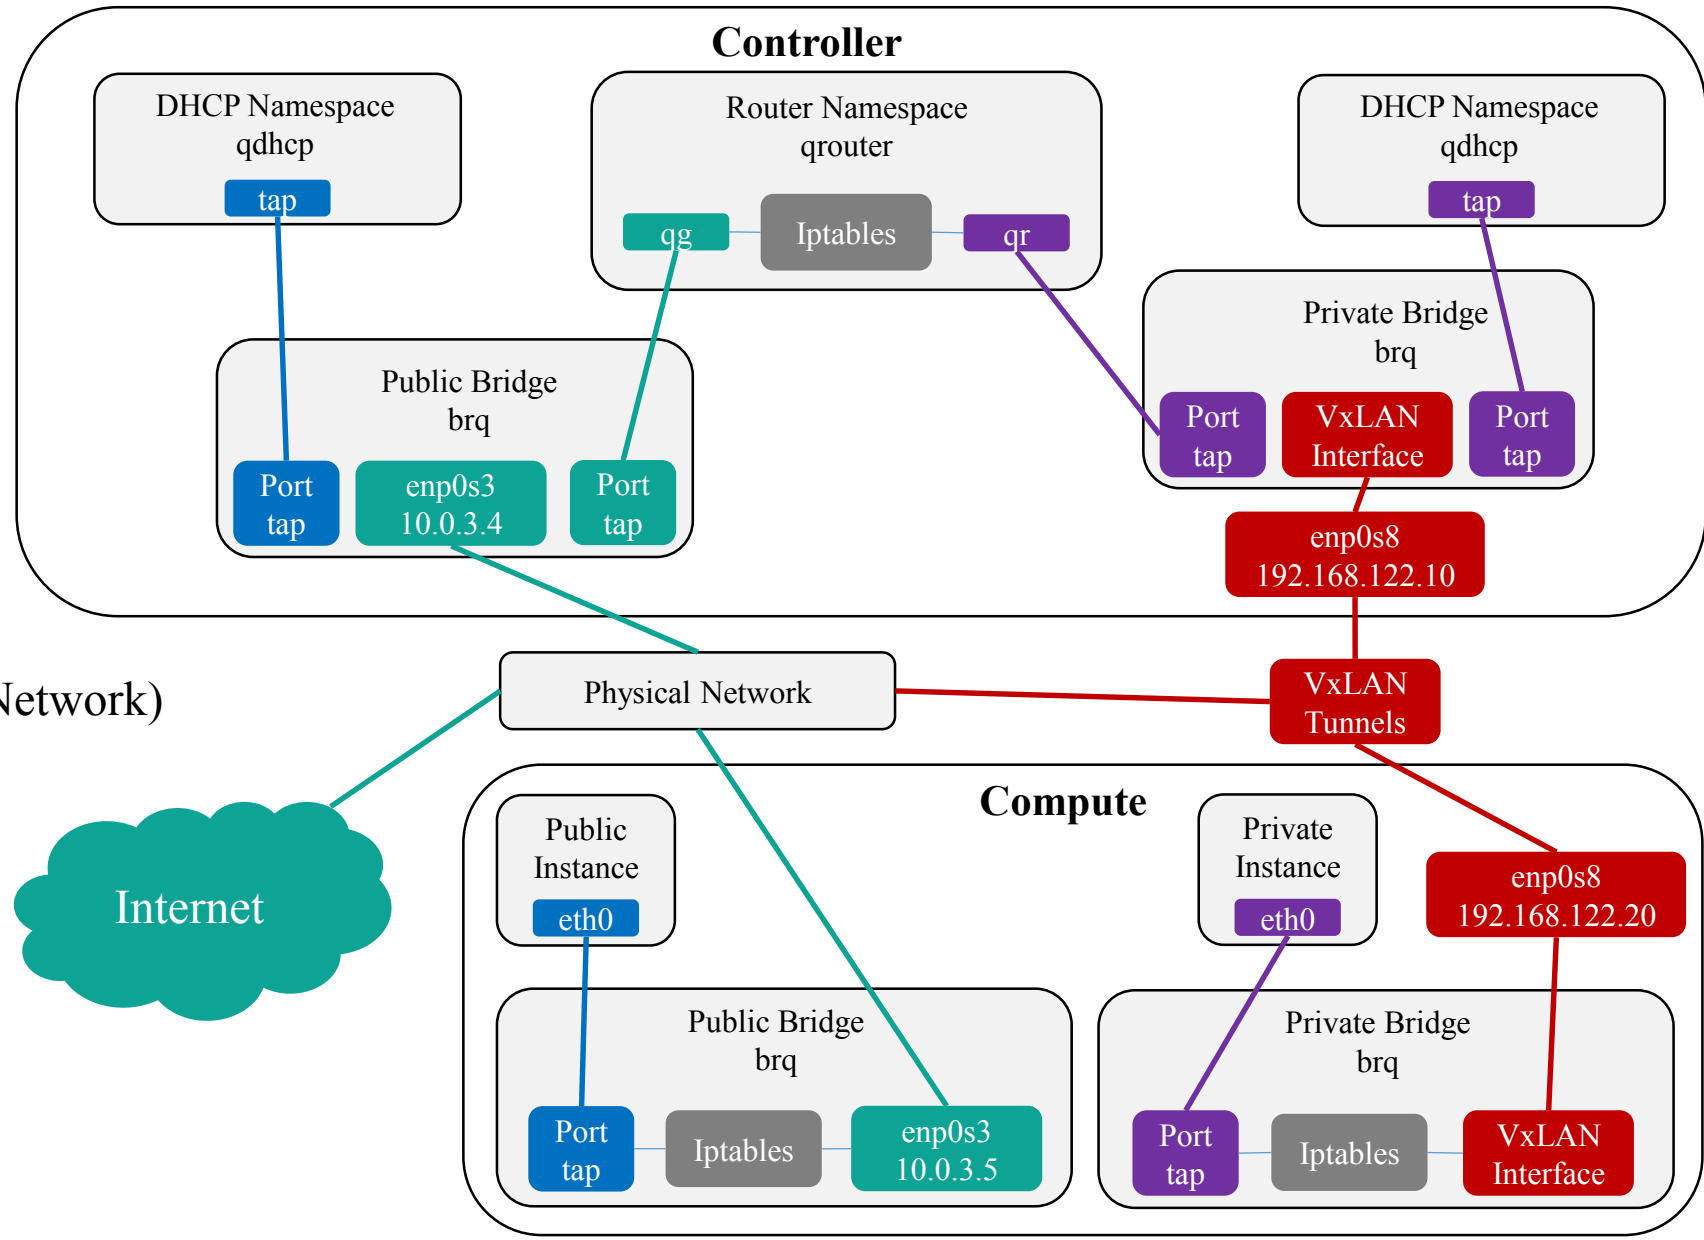 Controller
DHCP Namespace
qdhcp
tap
Router Namespace
qrouter
qg
Iptables
qr
DHCP Namespace
qdhcp
tap
Public Bridge
brq
Port
tap
enp0s3
10.0.3.4
Port
tap
Private Bridge
brq
Port
tap
VxLAN
Interface
Port
tap
enp0s8
192.168.122.10
Network)
Physical Network
VxLAN
Tunnels
Internet
Compute
Public
Instance
eth0
Private
Instance
eth0
enp0s8
192.168.122.20
Public Bridge
brq
Port
tap
Iptables
enp0s3
10.0.3.5
Private Bridge
brq
Port
tap
Iptables
VxLAN
Interface